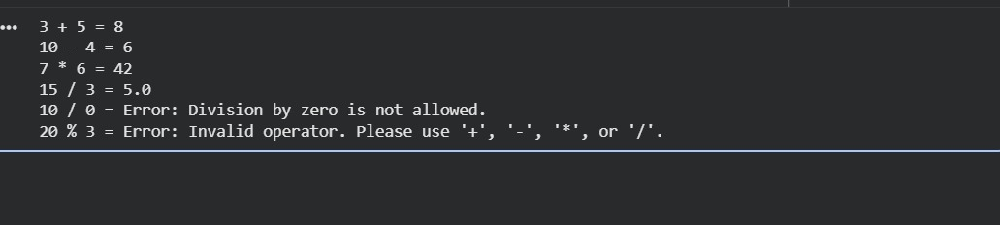 3 + 5 = 8
10 - 4 = 6
7 * 6 = 42
15 / 3 = 5.0
10 / 0 = Error: Division by zero is not allowed.
20 % 3 = Error: Invalid operator. Please use '+', '-', '*', or '/'.